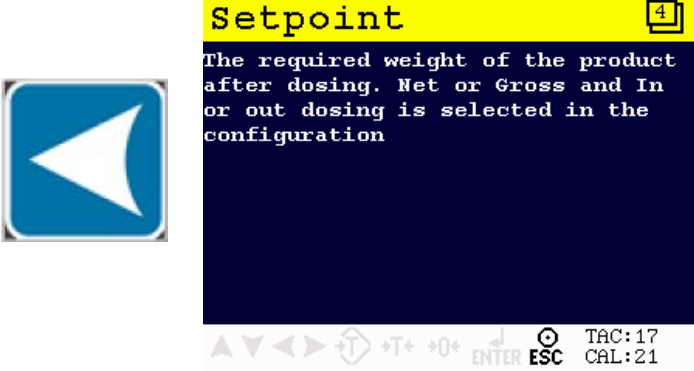 Setpoint
4
The required weight of the product
after dosing. Net or Gross and In
or out dosing is selected in the
configuration
T
→T←
→0←
ENTER
ESC
TAC:17
CAL:21